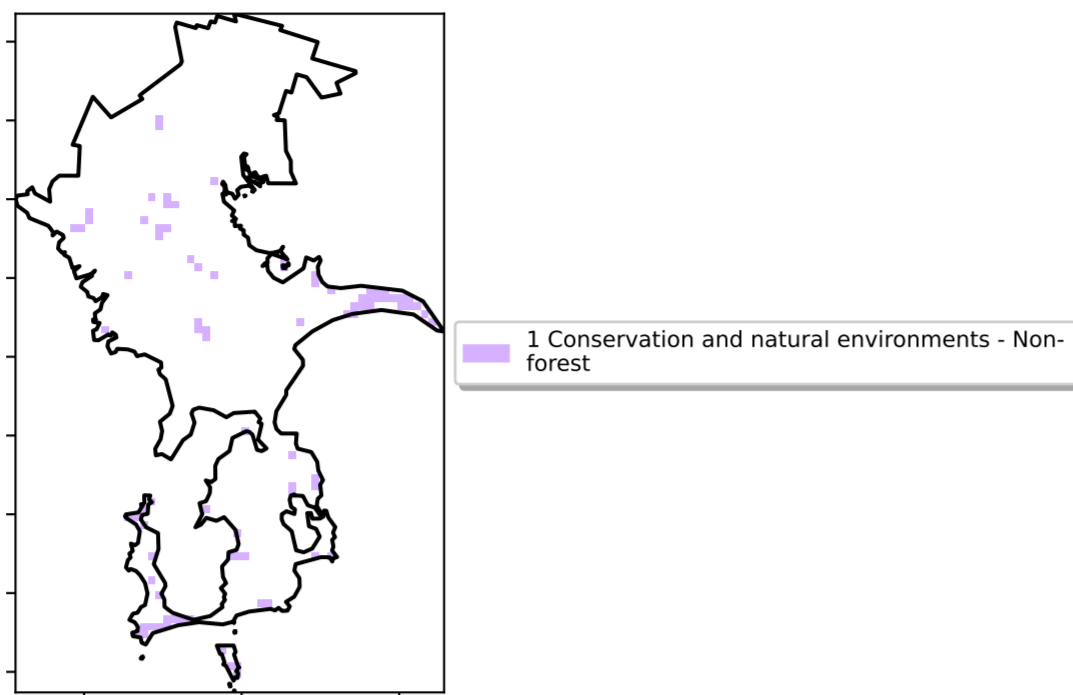 1 Conservation and natural environments - Non-
forest